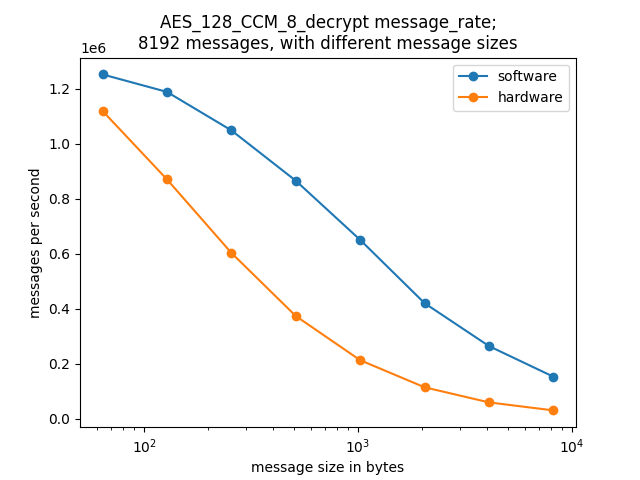 AES_128_CCM_8_decrypt message_rate;
8192 messages, with different message sizes
1e6
software
hardware
1.2
1.0
0.8
0.6
0.4
0.2
0.0
messages per second
10²
10³
10⁴
message size in bytes